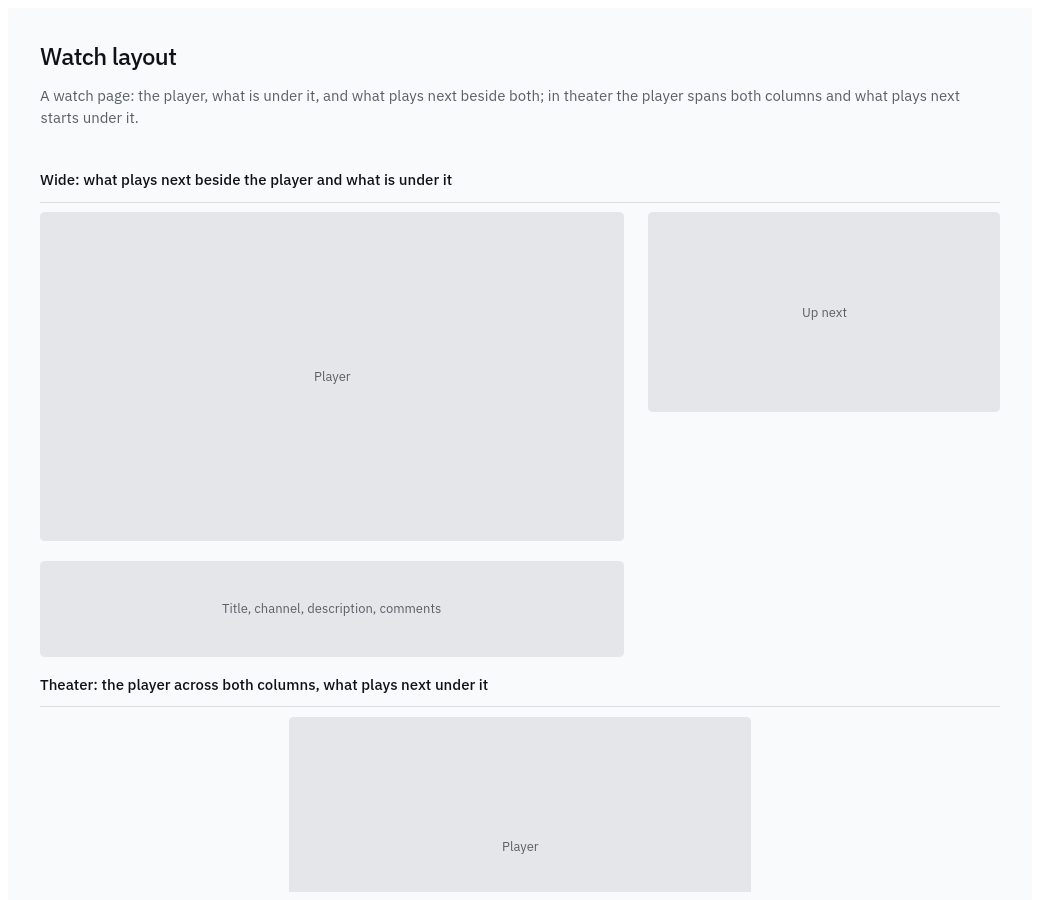 Watch layout
A watch page: the player, what is under it, and what plays next beside both; in theater the player spans both columns and what plays next
starts under it.
Wide: what plays next beside the player and what is under it
Player
Up next
Title, channel, description, comments
Theater: the player across both columns, what plays next under it
Player